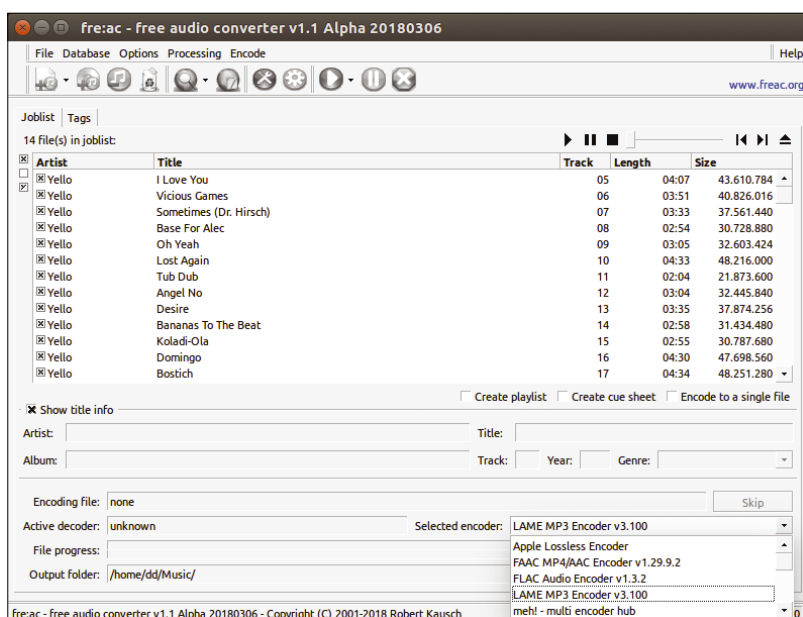 fre:ac - free audio converter v1.1 Alpha 20180306
File Database Options Processing Encode Help
www.freac.org
Joblist Tags
14 file(s) in joblist:
Artist Title Track Length Size
Yello I Love You 05 04:07 43.610.784
Yello Vicious Games 06 03:51 40.826.016
Yello Sometimes (Dr. Hirsch) 07 03:33 37.561.440
Yello Base For Alec 08 02:54 30.728.880
Yello Oh Yeah 09 03:05 32.603.424
Yello Lost Again 10 04:33 48.216.000
Yello Tub Dub 11 02:04 21.873.600
Yello Angel No 12 03:04 32.445.840
Yello Desire 13 03:35 37.874.256
Yello Bananas To The Beat 14 02:58 31.434.480
Yello Koladi-Ola 15 02:55 30.787.680
Yello Domingo 16 04:30 47.698.560
Yello Bostich 17 04:34 48.251.280
Create playlist Create cue sheet Encode to a single file
Show title info
Artist: Title:
Album: Track: Year: Genre:
Encoding file: none Skip
Active decoder: unknown Selected encoder: LAME MP3 Encoder v3.100
File progress:
Output folder: /home/dd/Music/
Apple Lossless Encoder
FAAC MP4/AAC Encoder v1.29.9.2
FLAC Audio Encoder v1.3.2
LAME MP3 Encoder v3.100
meh! - multi encoder hub
fre:ac - free audio converter v1.1 Alpha 20180306 - Copyright (C) 2001-2018 Robert Kausch 0